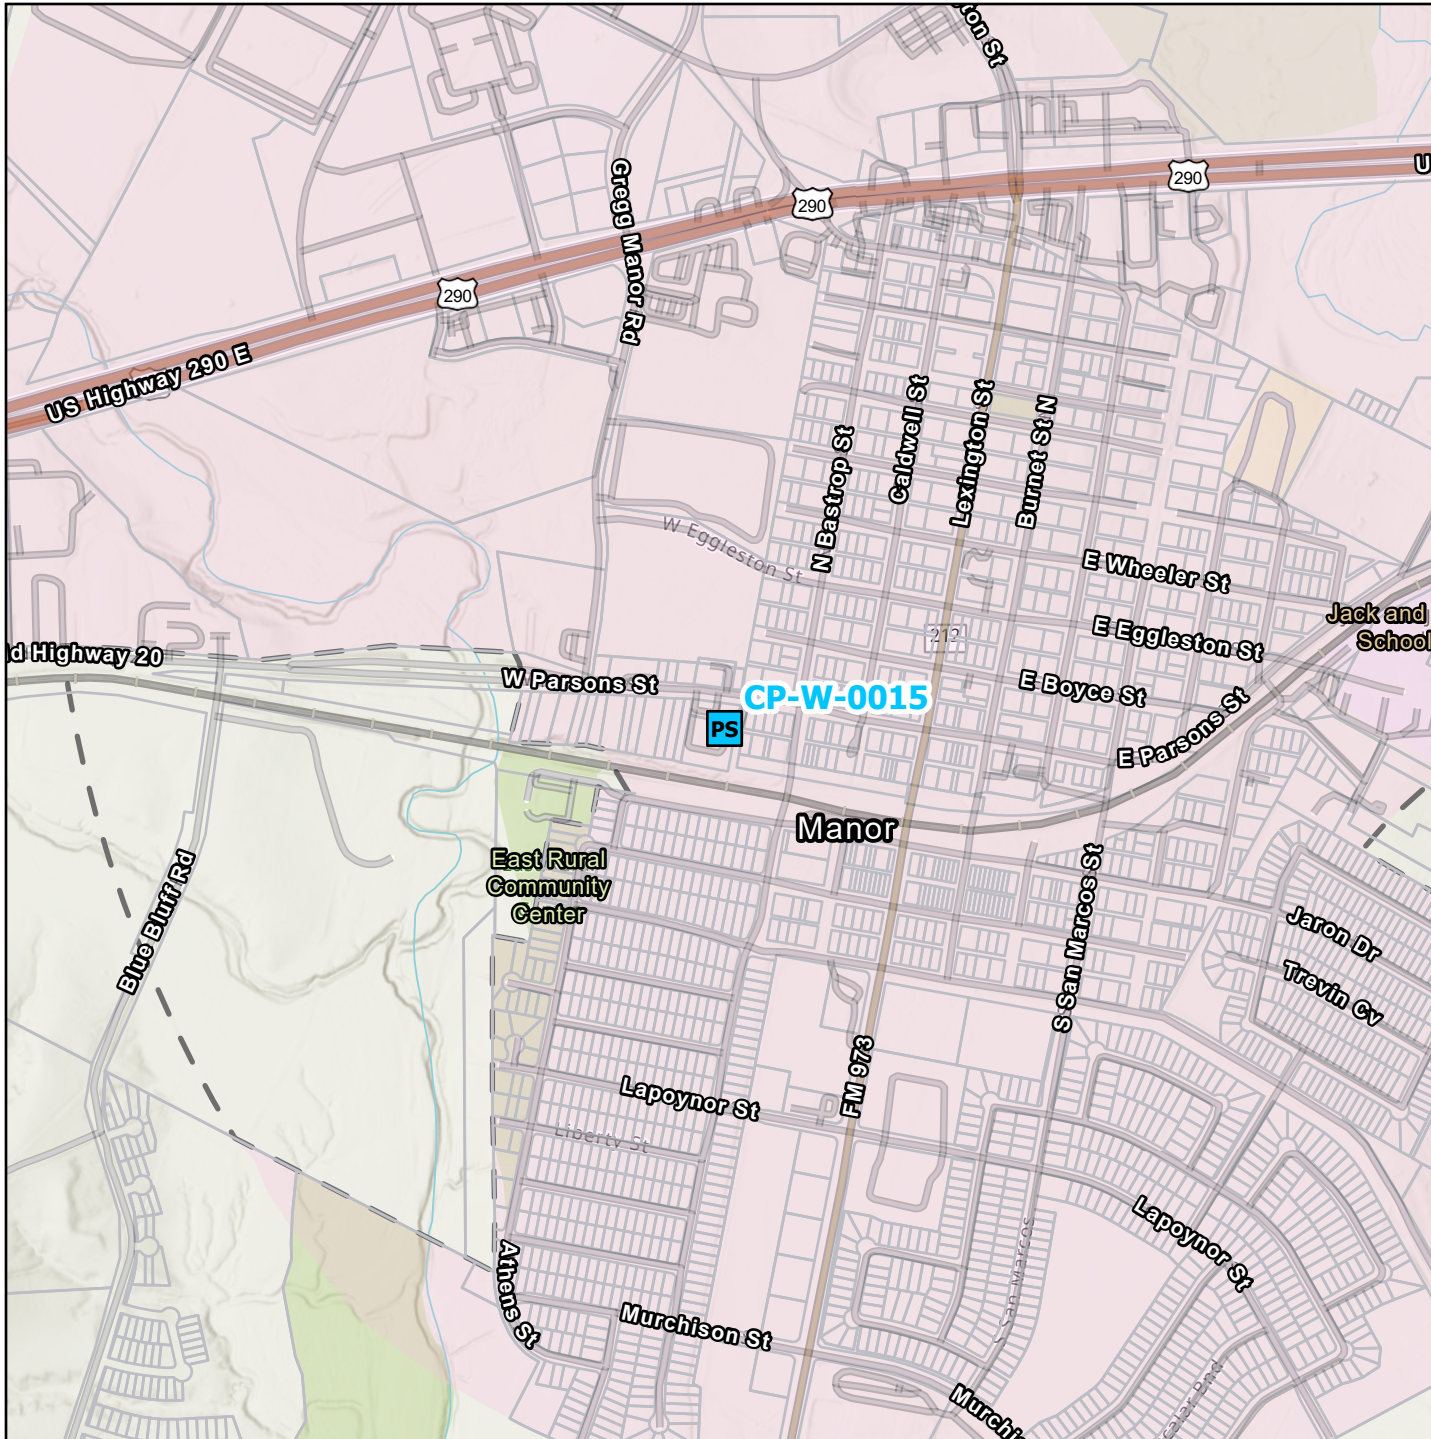 ton St
U
290
290
Gregg Manor Rd
290
US Highway 290 E
Caldwell St
Lexington St
Burnet St N
N Bastrop St
W Eggleston St
E Wheeler St
Jack and
School
E Eggleston St
212
ld Highway 20
W Parsons St
E Boyce St
CP-W-0015
PS
E Parsons St
Manor
East Rural
Community
Center
Blue Bluff Rd
S San Marcos St
Jaron Dr
Trevin Cv
FM 973
Lapoynor St
Liberty St
Lapoynor St
S San Marcos
Athens St
Murchison St
Murchi